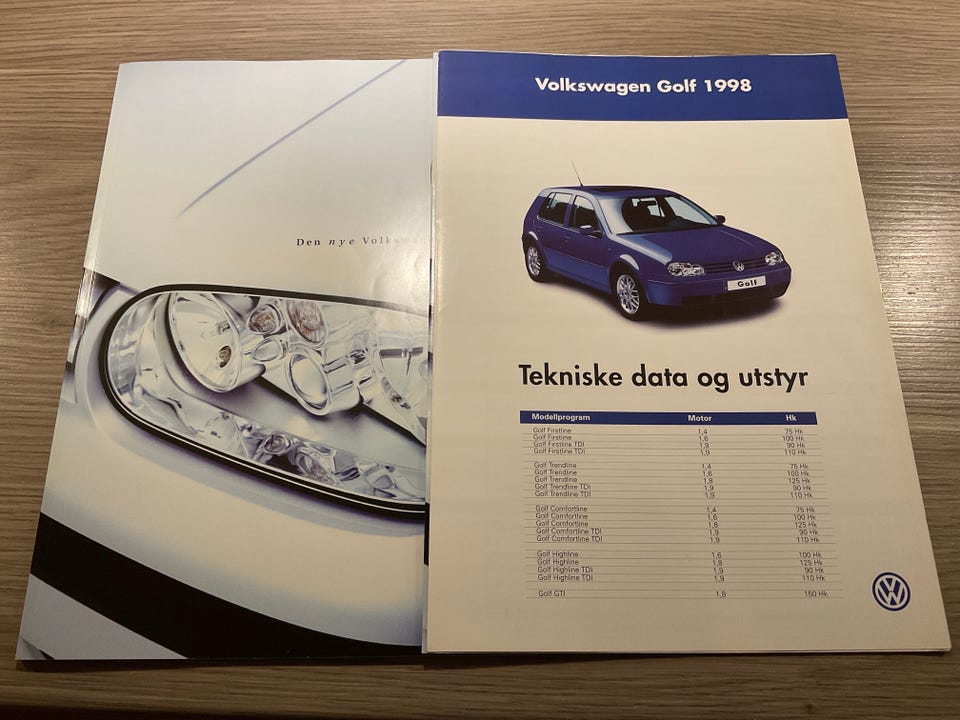 Den nye Volkswagen
Volkswagen Golf 1998
Golf
Tekniske data og utstyr
Modellprogram Motor Hk
Golf Firstline 1,4 75 Hk
Golf Firstline 1,6 100 Hk
Golf Firstline TDI 1,9 90 Hk
Golf Firstline TDI 1,9 110 Hk
Golf Trendline 1,4 75 Hk
Golf Trendline 1,6 100 Hk
Golf Trendline 1,8 125 Hk
Golf Trendline TDI 1,9 90 Hk
Golf Trendline TDI 1,9 110 Hk
Golf Comfortline 1,4 75 Hk
Golf Comfortline 1,6 100 Hk
Golf Comfortline 1,8 125 Hk
Golf Comfortline TDI 1,9 90 Hk
Golf Comfortline TDI 1,9 110 Hk
Golf Highline 1,6 100 Hk
Golf Highline 1,8 125 Hk
Golf Highline TDI 1,9 90 Hk
Golf Highline TDI 1,9 110 Hk
Golf GTI 1,8 150 Hk